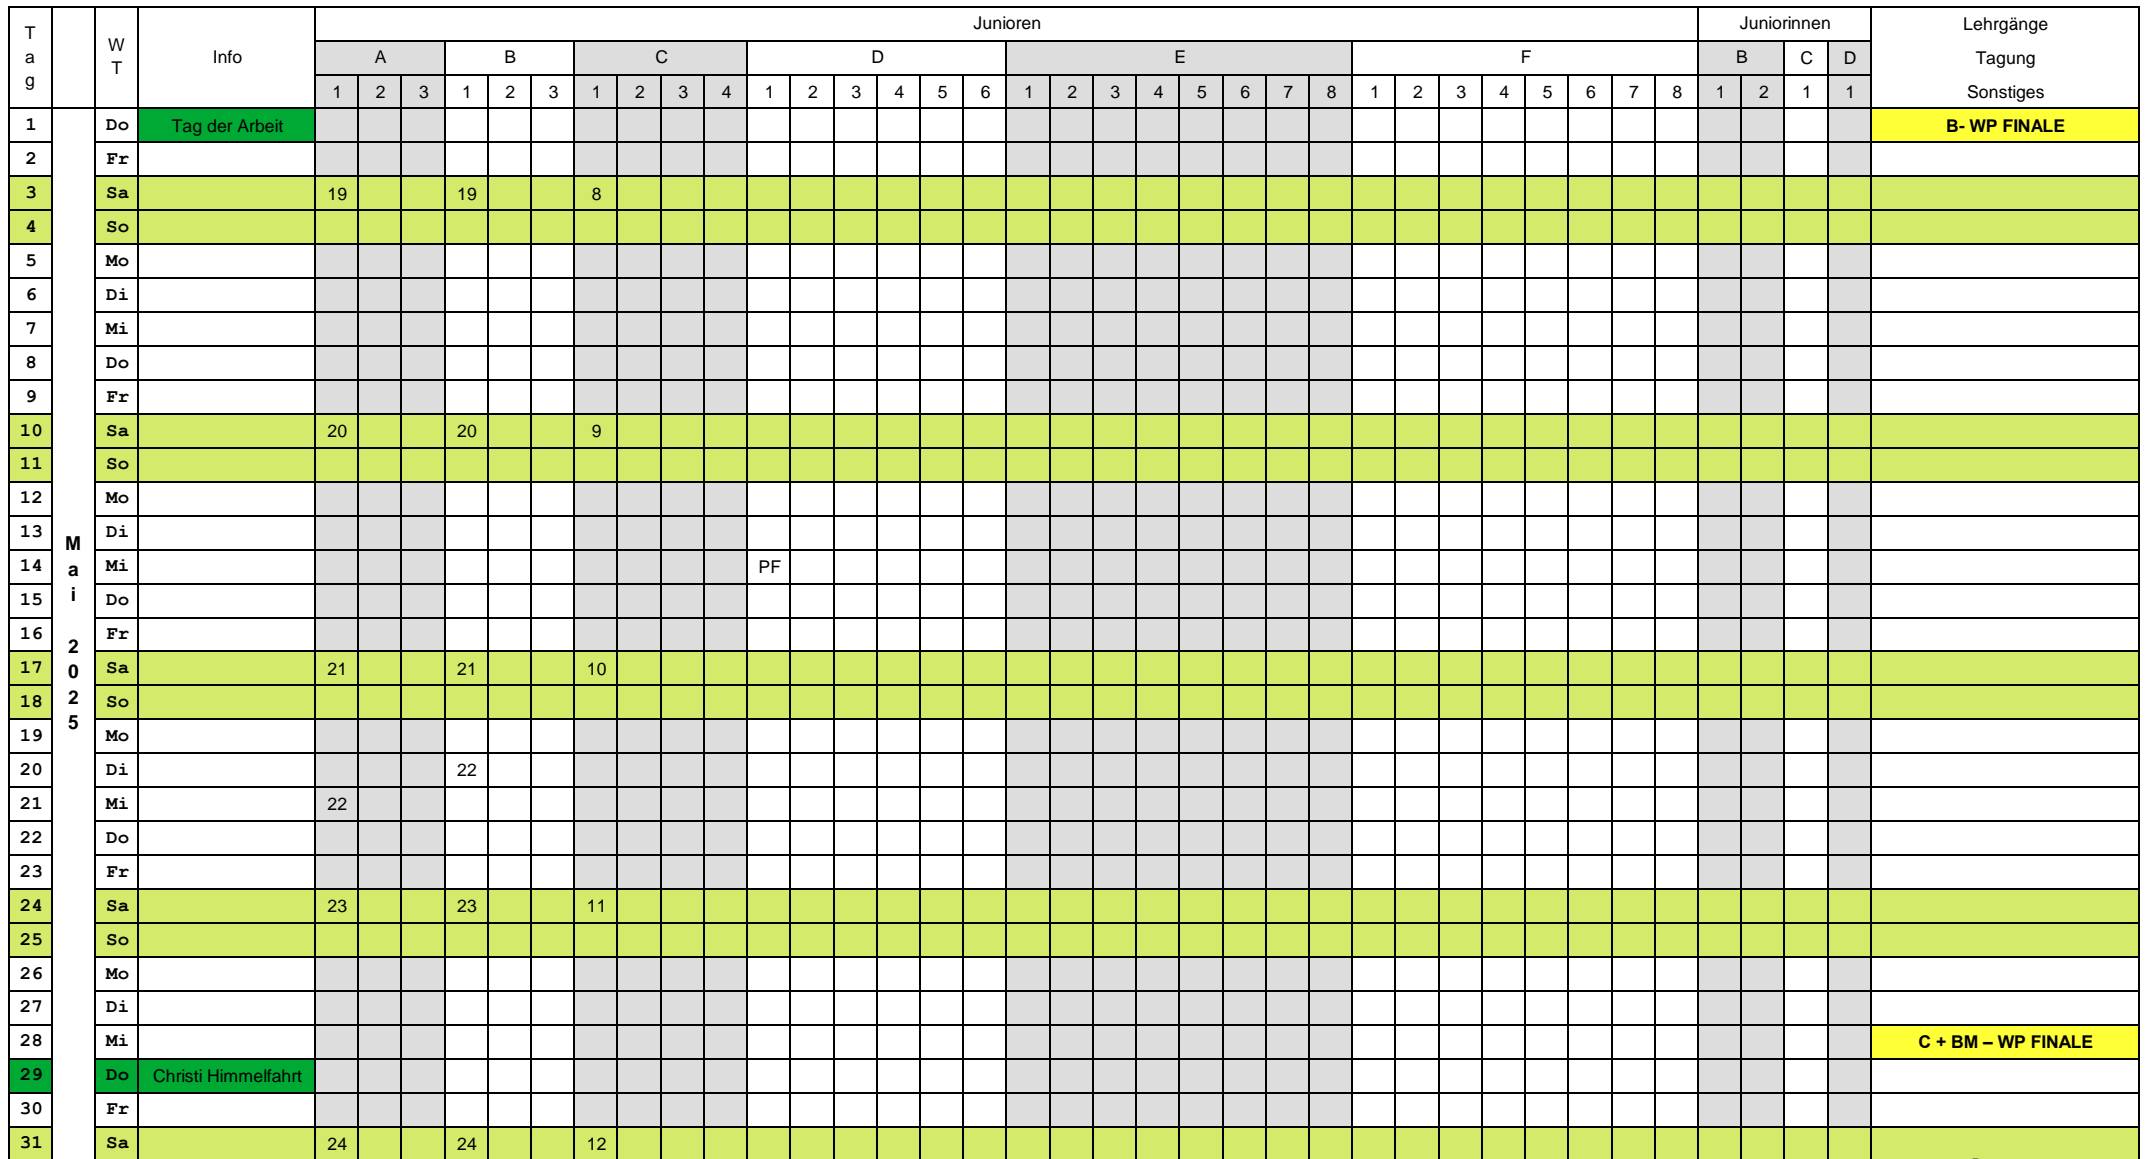 Tag WT Info Junioren Juniorinnen Lehrgänge
A B C D E F B C D Tagung
1 2 3 1 2 3 1 2 3 4 1 2 3 4 5 6 1 2 3 4 5 6 7 8 1 2 3 4 5 6 7 8 1 2 1 1 Sonstiges
Mai 2025
1 Do Tag der Arbeit B- WP FINALE
2 Fr
3 Sa 19 19 8
4 So
5 Mo
6 Di
7 Mi
8 Do
9 Fr
10 Sa 20 20 9
11 So
12 Mo
13 Di
14 Mi PF
15 Do
16 Fr
17 Sa 21 21 10
18 So
19 Mo
20 Di 22
21 Mi 22
22 Do
23 Fr
24 Sa 23 23 11
25 So
26 Mo
27 Di
28 Mi C + BM – WP FINALE
29 Do Christi Himmelfahrt
30 Fr
31 Sa 24 24 12